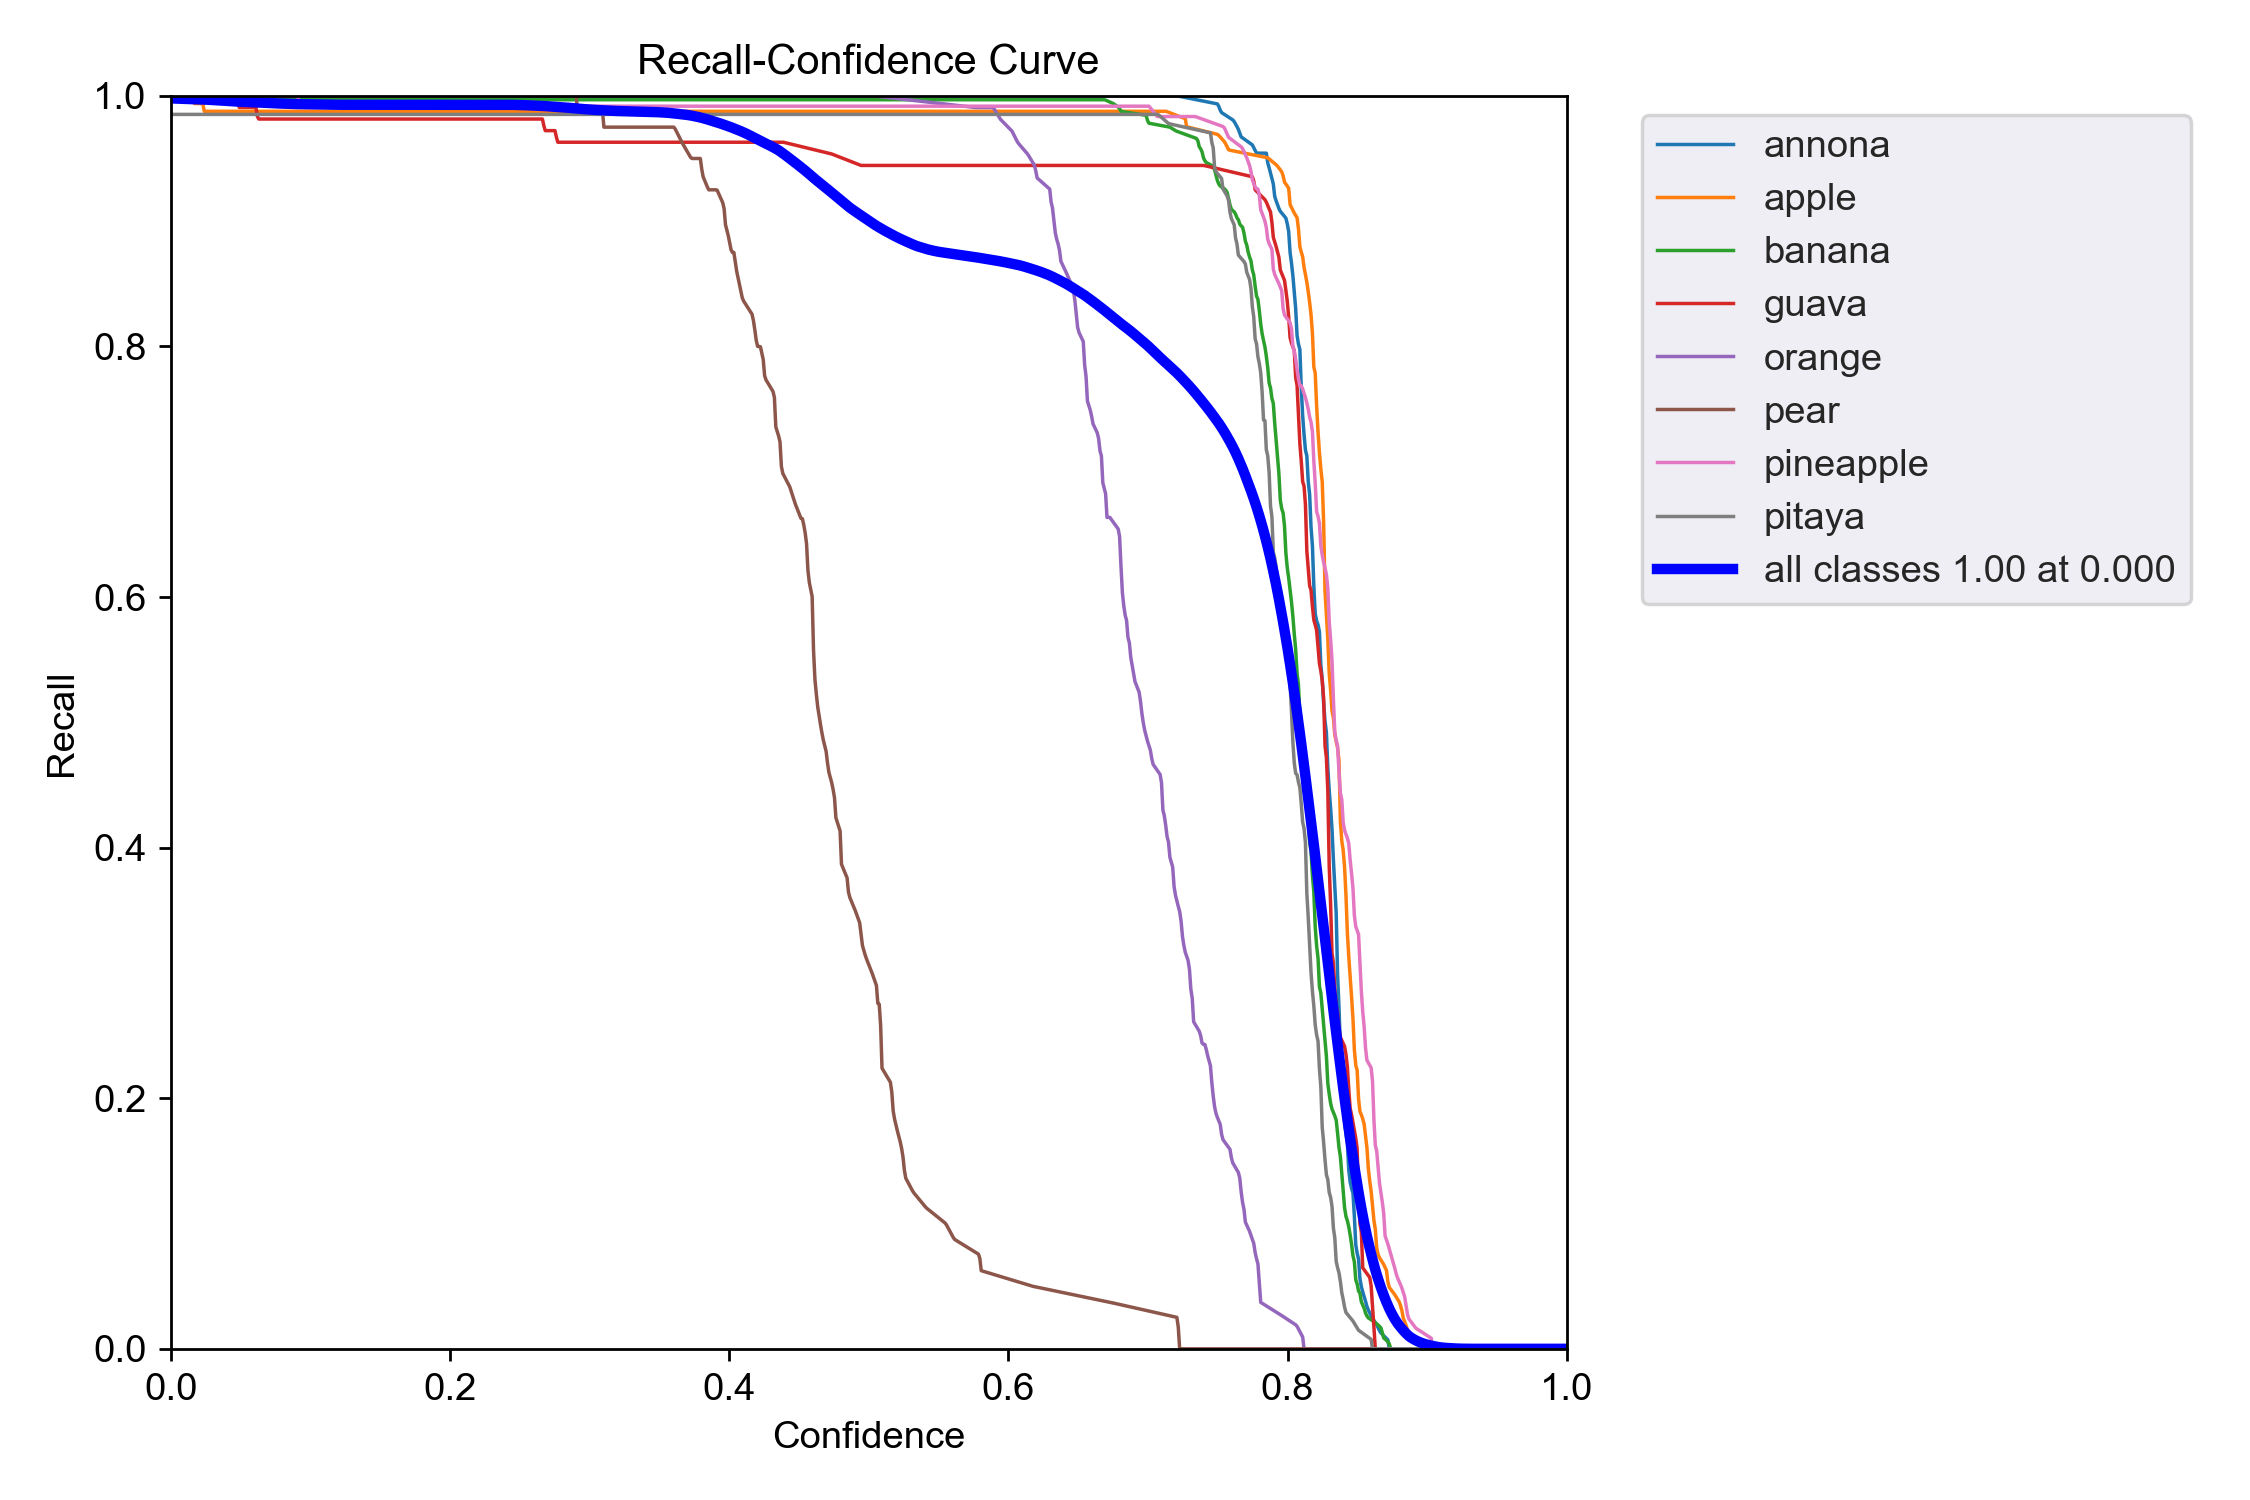 Recall-Confidence Curve
1.0
0.8
0.6
0.4
0.2
0.0
Recall
0.0 0.2 0.4 0.6 0.8 1.0
Confidence
annona
apple
banana
guava
orange
pear
pineapple
pitaya
all classes 1.00 at 0.000